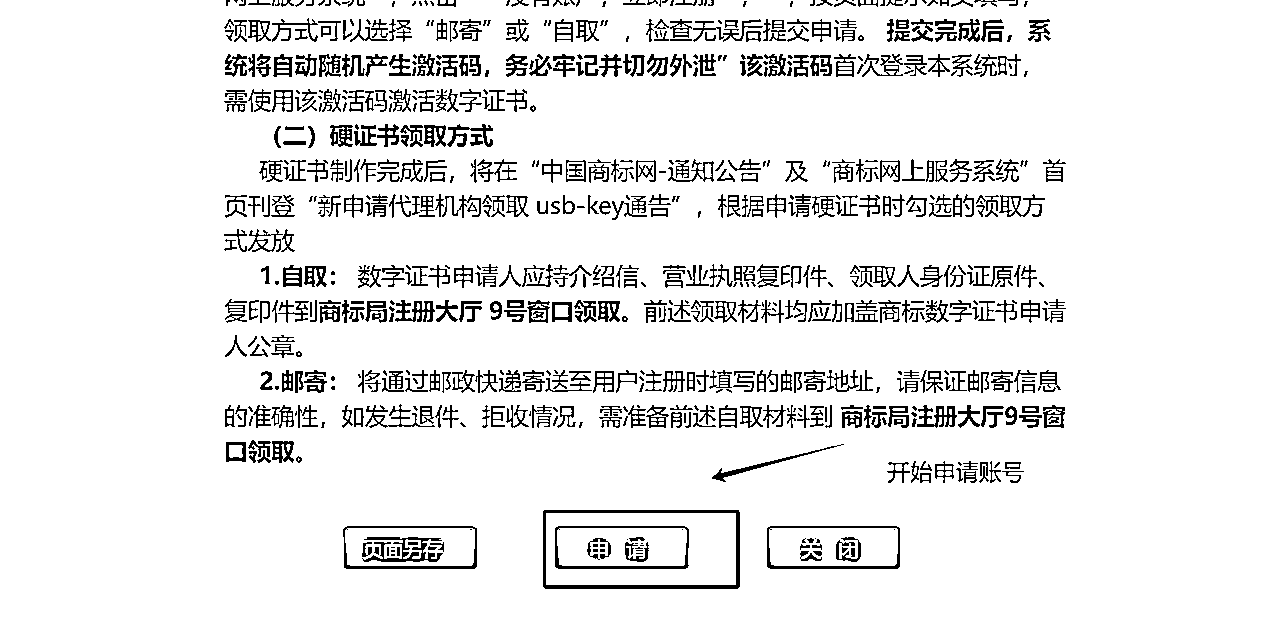 领取方式可以选择“邮寄”或“自取”，检查无误后提交申请。提交完成后，系
统将自动随机产生激活码，务必牢记并切勿外泄”该激活码首次登录本系统时，
需使用该激活码激活数字证书。
（二）硬证书领取方式
硬证书制作完成后，将在“中国商标网-通知公告”及“商标网上服务系统”首
页刊登“新申请代理机构领取 usb-key通告”，根据申请硬证书时勾选的领取方
式发放
1.自取： 数字证书申请人应持介绍信、营业执照复印件、领取人身份证原件、
复印件到商标局注册大厅 9号窗口领取。前述领取材料均应加盖商标数字证书申请
人公章。
2.邮寄： 将通过邮政快递寄送至用户注册时填写的邮寄地址，请保证邮寄信息
的准确性，如发生退件、拒收情况，需准备前述自取材料到 商标局注册大厅9号窗
口领取。
开始申请账号
页面另存 申 请 关 闭